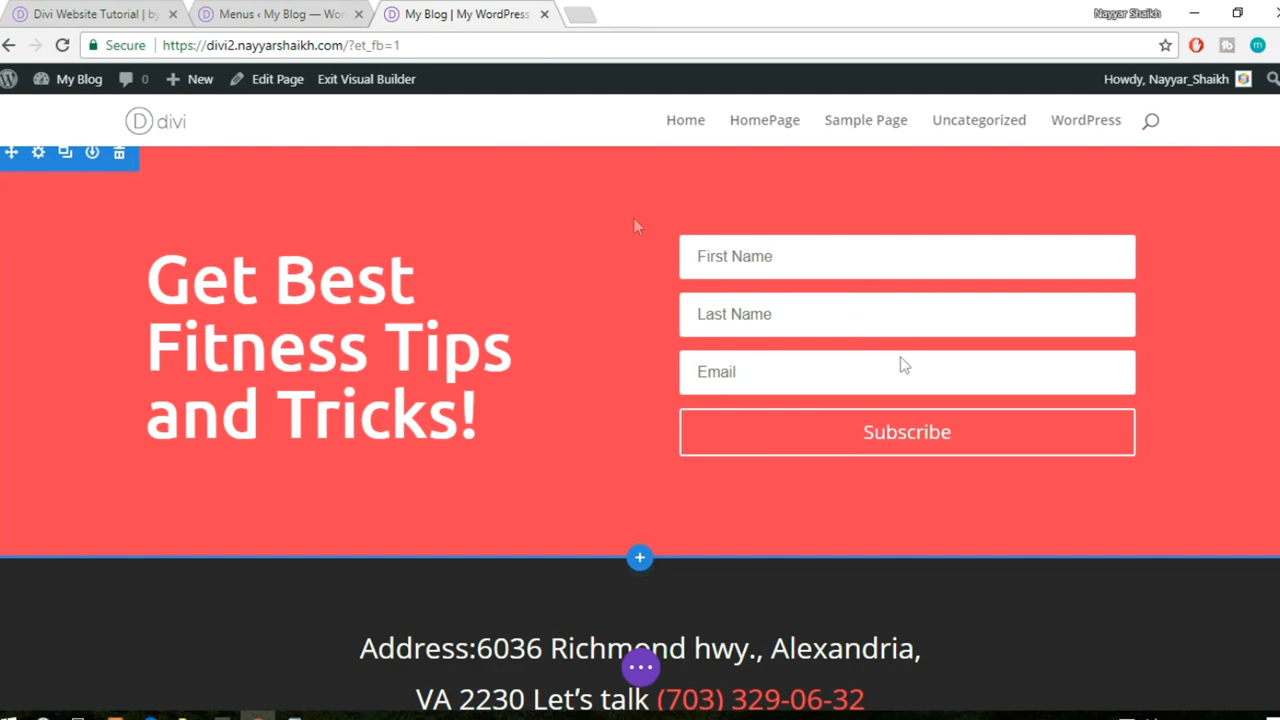 Divi Website Tutorial | by
Menus ‹ My Blog — Wor
My Blog | My WordPress
Nayyar Shaikh
Secure
https://divi2.nayyarshaikh.com/?et_fb=1
My Blog
0
New
Edit Page
Exit Visual Builder
Howdy, Nayyar_Shaikh
D divi
Home
HomePage
Sample Page
Uncategorized
WordPress
Get Best
Fitness Tips
and Tricks!
First Name
Last Name
Email
Subscribe
Address:6036 Richmond hwy., Alexandria,
VA 2230 Let's talk (703) 329-06-32